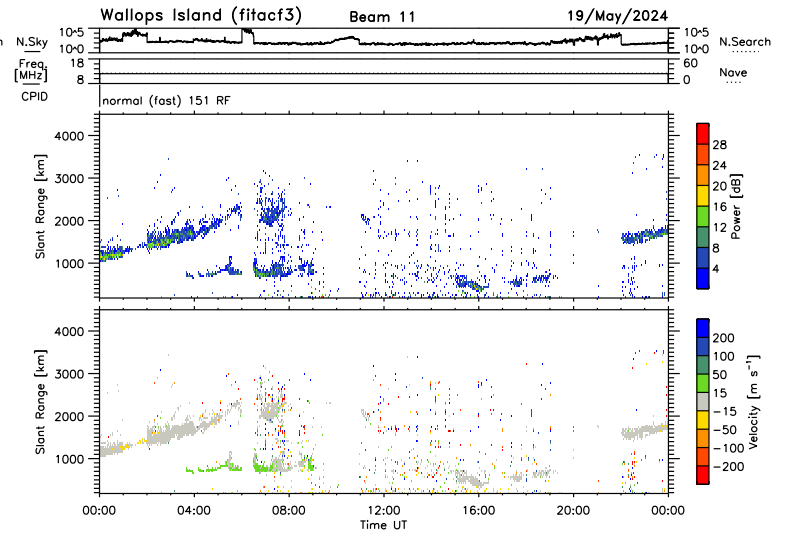 Wallops Island (fitacf3) Beam 11 19/May/2024
N.Sky 10^5 10^0 10^5 10^0 N.Search
Freq. [MHz] 18 8 60 0 Nave
CPID normal (fast) 151 RF
Slant Range [km]
4000
3000
2000
1000
28
24
20
16
12
8
4
Power [dB]
Slant Range [km]
4000
3000
2000
1000
200
100
50
15
−15
−50
−100
−200
Velocity [m s⁻¹]
00:00 04:00 08:00 12:00 16:00 20:00 00:00
Time UT